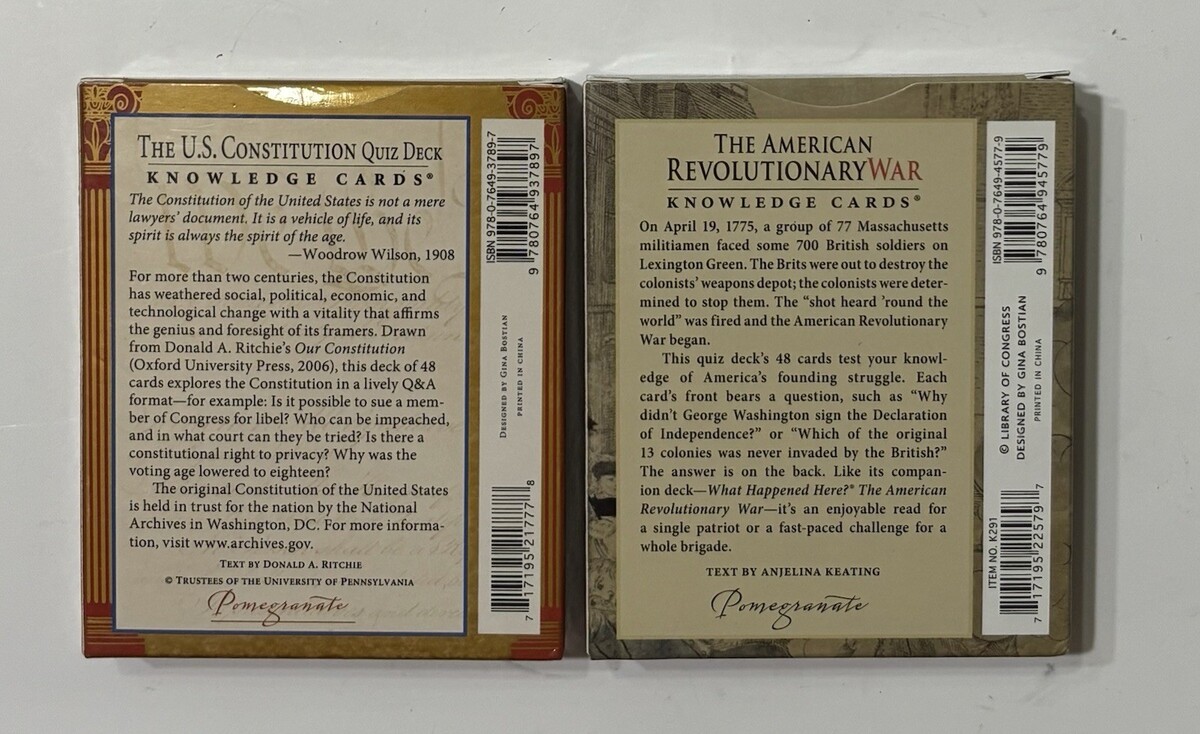 THE U.S. CONSTITUTION QUIZ DECK
KNOWLEDGE CARDS®
The Constitution of the United States is not a mere
lawyers' document. It is a vehicle of life, and its
spirit is always the spirit of the age.
—Woodrow Wilson, 1908
For more than two centuries, the Constitution
has weathered social, political, economic, and
technological change with a vitality that affirms
the genius and foresight of its framers. Drawn
from Donald A. Ritchie's Our Constitution
(Oxford University Press, 2006), this deck of 48
cards explores the Constitution in a lively Q&A
format—for example: Is it possible to sue a mem-
ber of Congress for libel? Who can be impeached,
and in what court can they be tried? Is there a
constitutional right to privacy? Why was the
voting age lowered to eighteen?
The original Constitution of the United States
is held in trust for the nation by the National
Archives in Washington, DC. For more informa-
tion, visit www.archives.gov.
TEXT BY DONALD A. RITCHIE
© TRUSTEES OF THE UNIVERSITY OF PENNSYLVANIA
Pomegranate
ISBN 978-0-7649-3789-7
9 780764 937897
DESIGNED BY GINA BOSTIAN
PRINTED IN CHINA
7 17195 21777 8
THE AMERICAN
REVOLUTIONARY WAR
KNOWLEDGE CARDS®
On April 19, 1775, a group of 77 Massachusetts
militiamen faced some 700 British soldiers on
Lexington Green. The Brits were out to destroy the
colonists' weapons depot; the colonists were deter-
mined to stop them. The "shot heard 'round the
world" was fired and the American Revolutionary
War began.
This quiz deck's 48 cards test your knowl-
edge of America's founding struggle. Each
card's front bears a question, such as "Why
didn't George Washington sign the Declaration
of Independence?" or "Which of the original
13 colonies was never invaded by the British?"
The answer is on the back. Like its compan-
ion deck—What Happened Here?® The American
Revolutionary War—it's an enjoyable read for
a single patriot or a fast-paced challenge for a
whole brigade.
TEXT BY ANJELINA KEATING
Pomegranate
ISBN 978-0-7649-4577-9
9 780764 945779
© LIBRARY OF CONGRESS
DESIGNED BY GINA BOSTIAN
PRINTED IN CHINA
ITEM NO. K291
7 17195 22579 7